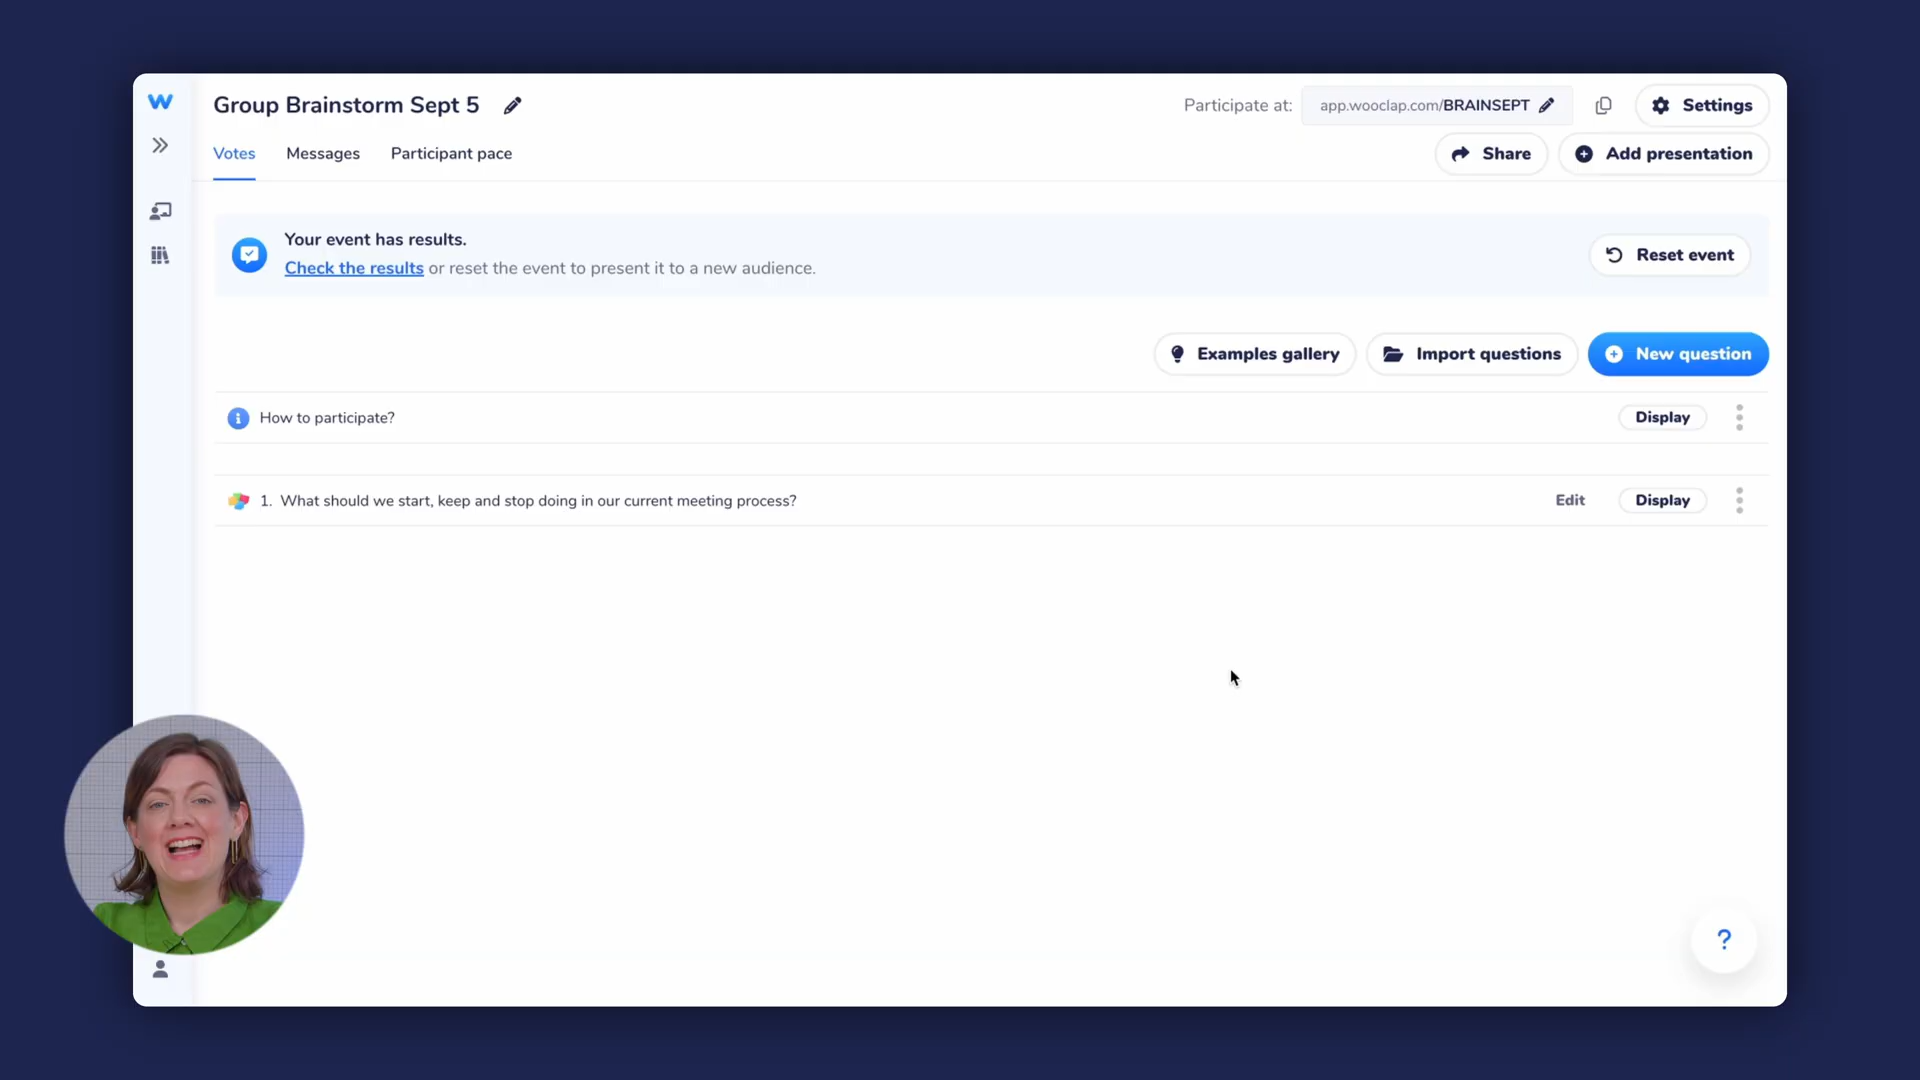 W
Group Brainstorm Sept 5
Participate at: app.wooclap.com/BRAINSEPT
Settings
Votes Messages Participant pace
Share
Add presentation
Your event has results.
Check the results or reset the event to present it to a new audience.
Reset event
Examples gallery
Import questions
New question
How to participate?
Display
1. What should we start, keep and stop doing in our current meeting process?
Edit
Display
?